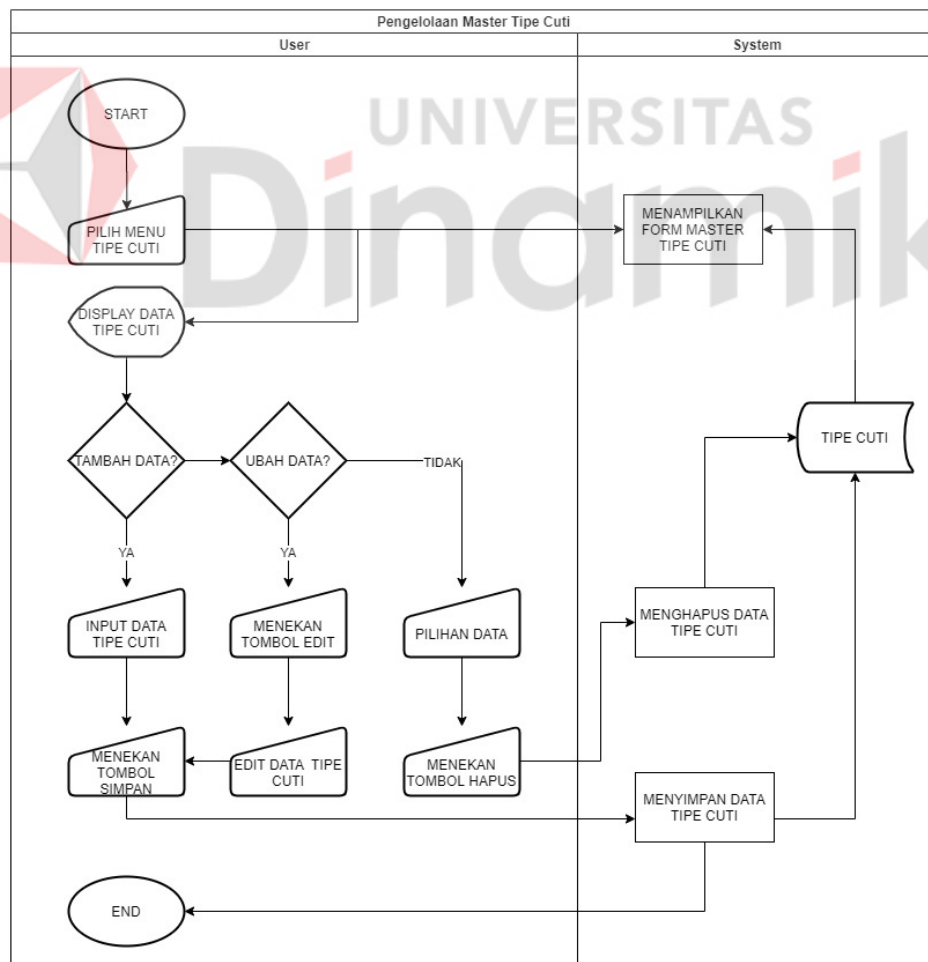 Pengelolaan Master Tipe Cuti
User
System
UNIVERSITAS
Dinamik
START
PILIH MENU
TIPE CUTI
MENAMPILKAN
FORM MASTER
TIPE CUTI
DISPLAY DATA
TIPE CUTI
TAMBAH DATA?
UBAH DATA?
TIDAK
TIPE CUTI
YA
YA
INPUT DATA
TIPE CUTI
MENEKAN
TOMBOL EDIT
PILIHAN DATA
MENGHAPUS DATA
TIPE CUTI
MENEKAN
TOMBOL
SIMPAN
EDIT DATA TIPE
CUTI
MENEKAN
TOMBOL HAPUS
MENYIMPAN DATA
TIPE CUTI
END